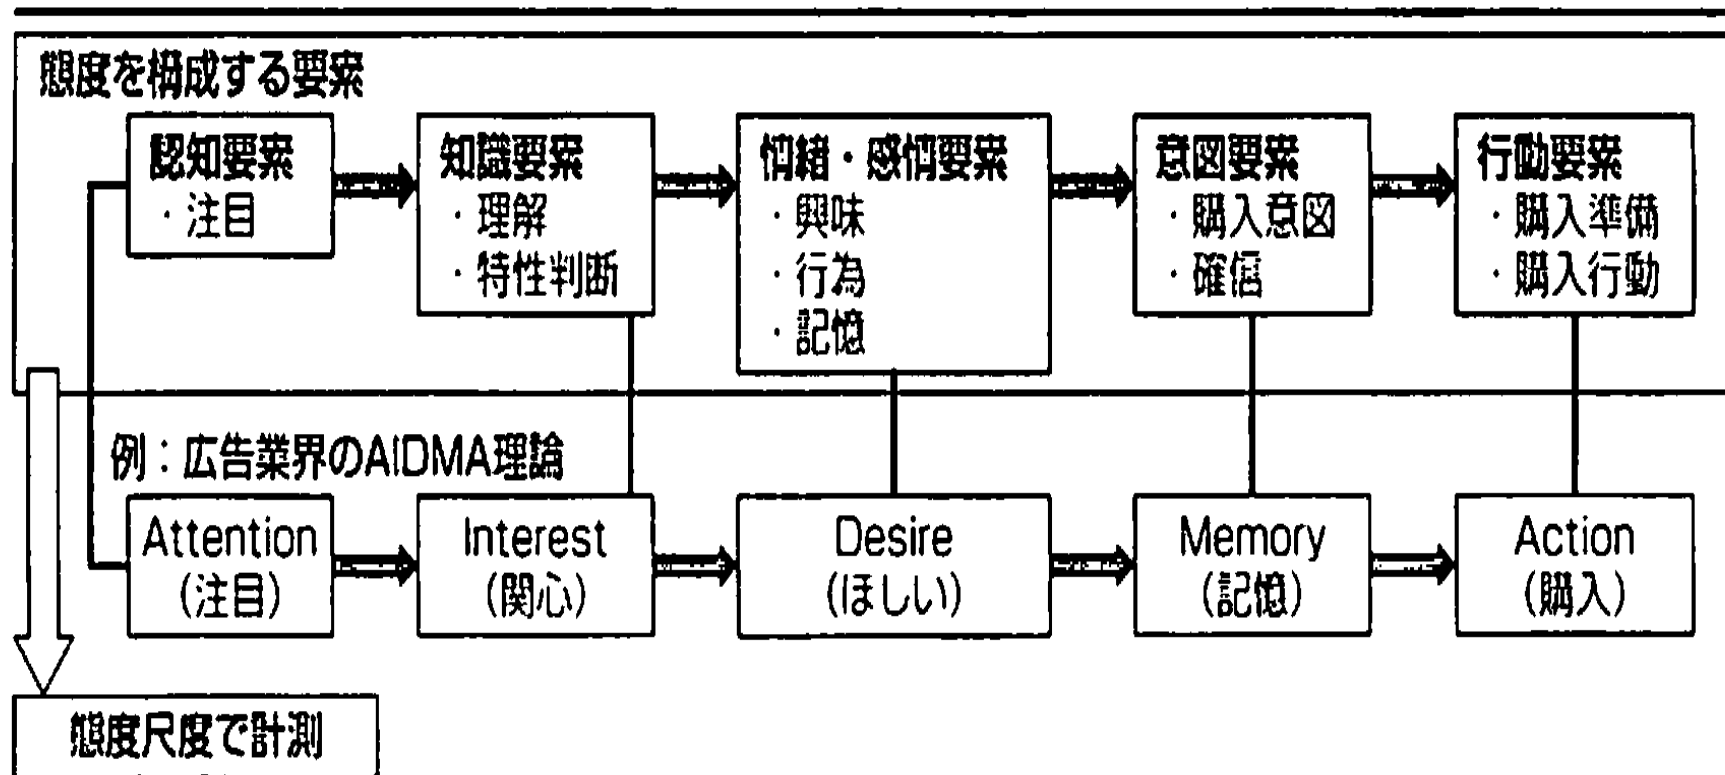 態度を構成する要素
認知要素
・注目
知識要素
・理解
・特性判断
情緒・感情要素
・興味
・行為
・記憶
意図要素
・購入意図
・確信
行動要素
・購入準備
・購入行動
例：広告業界のAIDMA理論
Attention
（注目）
Interest
（関心）
Desire
（ほしい）
Memory
（記憶）
Action
（購入）
態度尺度で計測